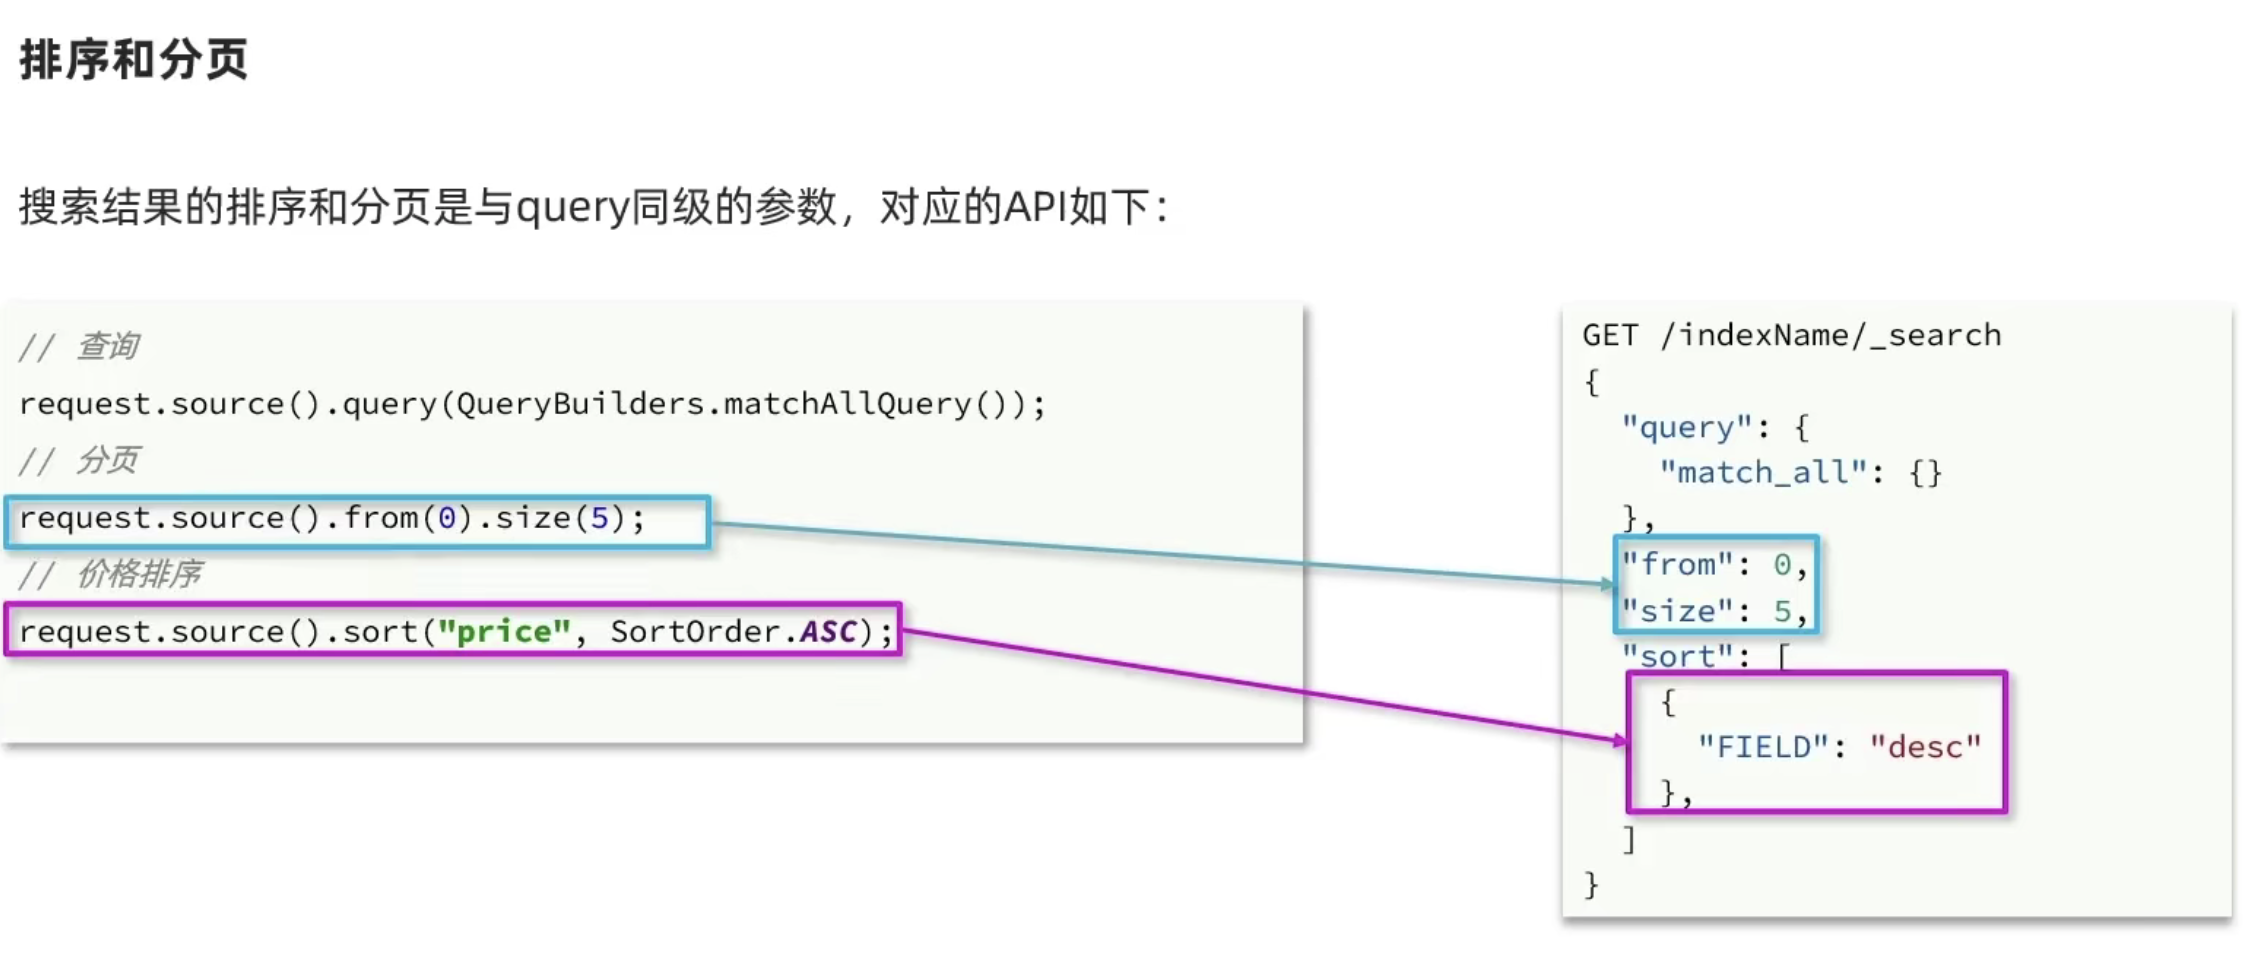 排序和分页
搜索结果的排序和分页是与query同级的参数，对应的API如下：
// 查询
request.source().query(QueryBuilders.matchAllQuery());
// 分页
request.source().from(0).size(5);
// 价格排序
request.source().sort("price", SortOrder.ASC);
GET /indexName/_search
{
  "query": {
    "match_all": {}
  },
  "from": 0,
  "size": 5,
  "sort": [
    {
      "FIELD": "desc"
    },
  ]
}